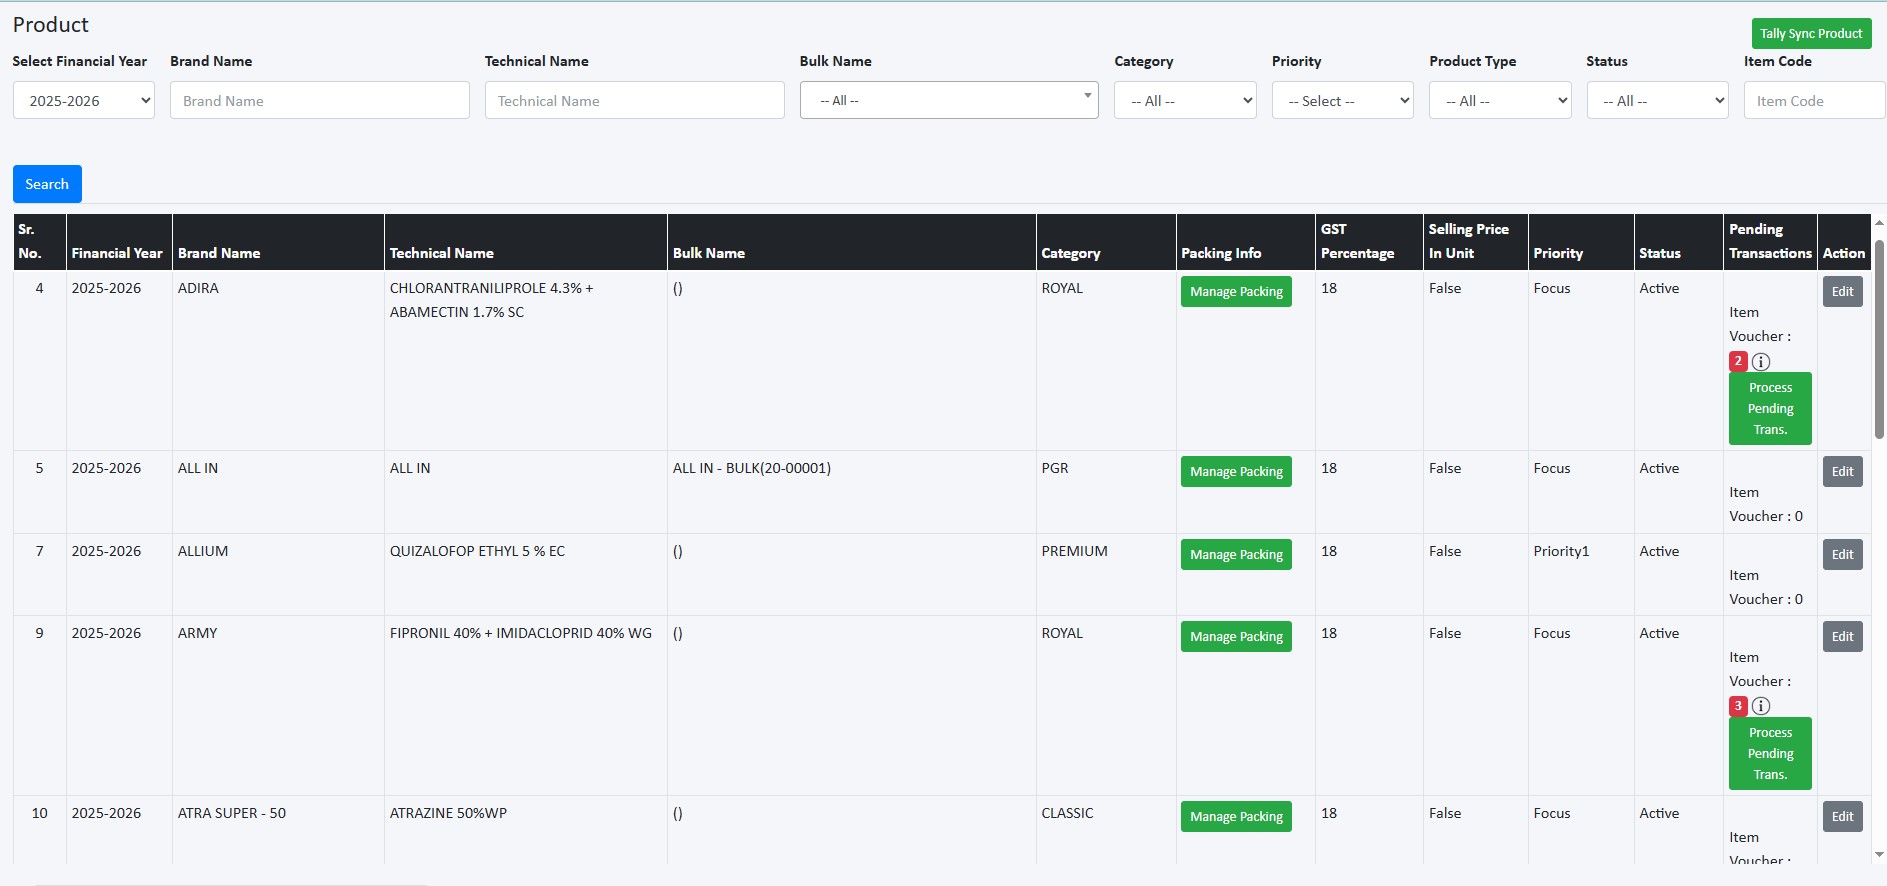 Product
Tally Sync Product
Select Financial Year Brand Name Technical Name Bulk Name Category Priority Product Type Status Item Code
2025-2026 Brand Name Technical Name -- All -- -- All -- -- Select -- -- All -- -- All -- Item Code
Search
Sr. No. Financial Year Brand Name Technical Name Bulk Name Category Packing Info GST Percentage Selling Price In Unit Priority Status Pending Transactions Action
4 2025-2026 ADIRA CHLORANTRANILIPROLE 4.3% + () ROYAL Manage Packing 18 False Focus Active Edit
ABAMECTIN 1.7% SC Item
Voucher :
2 i
Process
Pending
Trans.
5 2025-2026 ALL IN ALL IN ALL IN - BULK(20-00001) PGR Manage Packing 18 False Focus Active Edit
Item
Voucher : 0
7 2025-2026 ALLIUM QUIZALOFOP ETHYL 5 % EC () PREMIUM Manage Packing 18 False Priority1 Active Edit
Item
Voucher : 0
9 2025-2026 ARMY FIPRONIL 40% + IMIDACLOPRID 40% WG () ROYAL Manage Packing 18 False Focus Active Edit
Item
Voucher :
3 i
Process
Pending
Trans.
10 2025-2026 ATRA SUPER - 50 ATRAZINE 50%WP () CLASSIC Manage Packing 18 False Focus Active Edit
Item
Voucher :